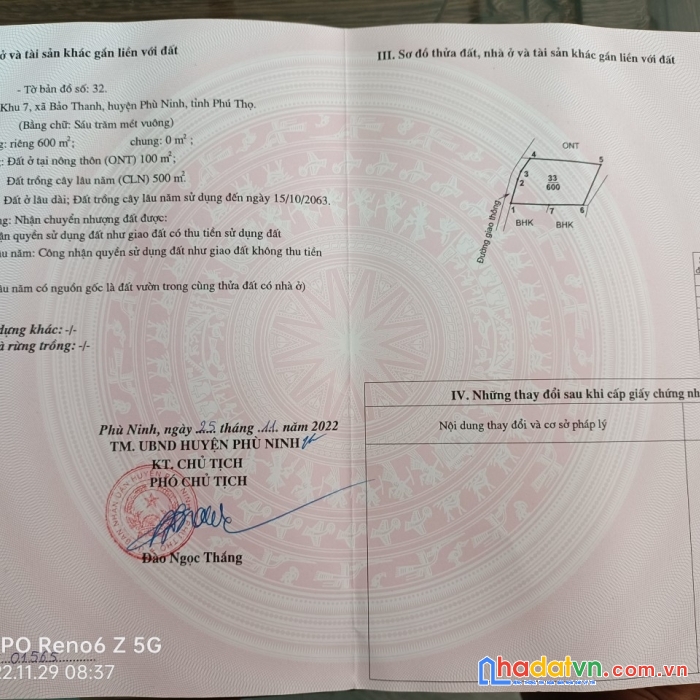 ở và tài sản khác gắn liền với đất
- Tờ bản đồ số: 32.
Khu 7, xã Bảo Thanh, huyện Phù Ninh, tỉnh Phú Thọ.
(Bằng chữ: Sáu trăm mét vuông)
g: riêng 600 m²; chung: 0 m² ;
: Đất ở tại nông thôn (ONT) 100 m²;
Đất trồng cây lâu năm (CLN) 500 m².
Đất ở lâu dài; Đất trồng cây lâu năm sử dụng đến ngày 15/10/2063.
ng: Nhận chuyển nhượng đất được:
ận quyền sử dụng đất như giao đất có thu tiền sử dụng đất
âu năm: Công nhận quyền sử dụng đất như giao đất không thu tiền
âu năm có nguồn gốc là đất vườn trong cùng thửa đất có nhà ở)
dựng khác: -/-
à rừng trồng: -/-
Phù Ninh, ngày 25 tháng 11 năm 2022
TM. UBND HUYỆN PHÙ NINH
KT. CHỦ TỊCH
PHÓ CHỦ TỊCH
Đào Ngọc Thắng
01565
PO Reno6 Z 5G
22.11.29 08:37
III. Sơ đồ thửa đất, nhà ở và tài sản khác gắn liền với đất
ONT
4
5
3
2
33
600
1
7
6
BHK
BHK
Đường giao thông
IV. Những thay đổi sau khi cấp giấy chứng nh
Nội dung thay đổi và cơ sở pháp lý
nhadatvn.com.vn